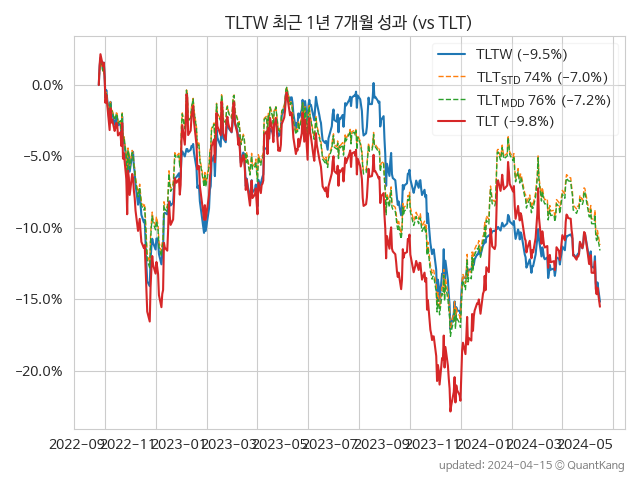 TLTW 최근 1년 7개월 성과 (vs TLT)
TLTW (−9.5%)
TLT_STD 74% (−7.0%)
TLT_MDD 76% (−7.2%)
TLT (−9.8%)
0.0%
−5.0%
−10.0%
−15.0%
−20.0%
2022-09 2022-11 2023-01 2023-03 2023-05 2023-07 2023-09 2023-11 2024-01 2024-03 2024-05
updated: 2024-04-15 © QuantKang